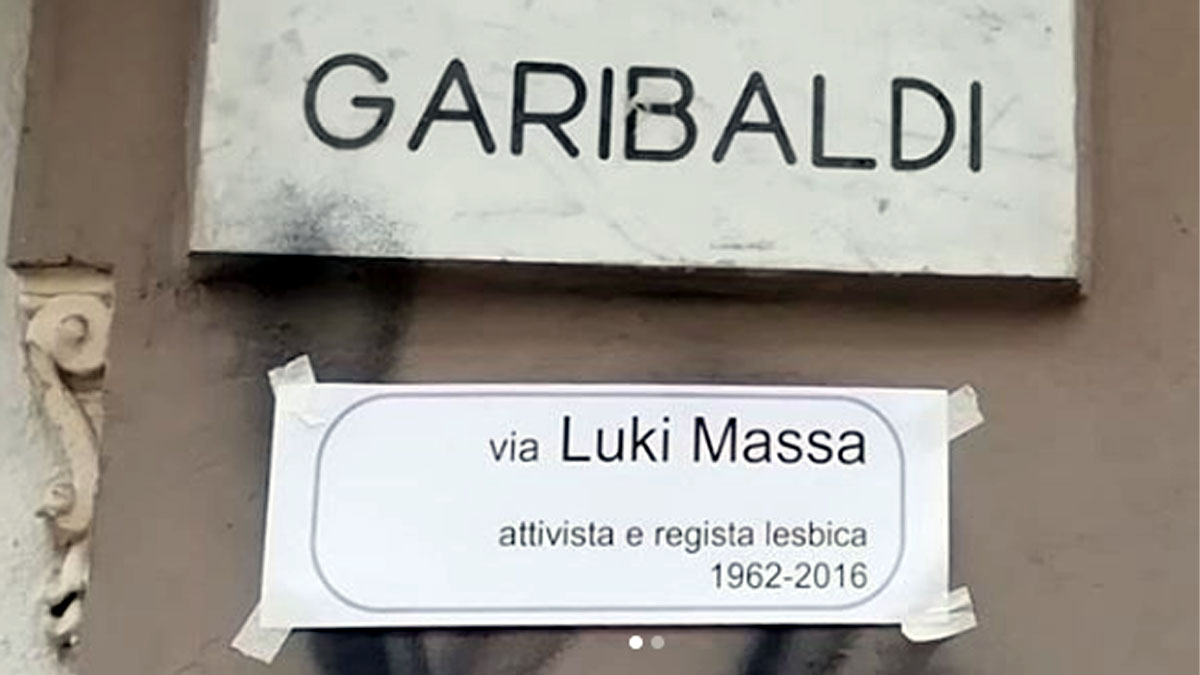 GARIBALDI
via Luki Massa
attivista e regista lesbica
1962-2016